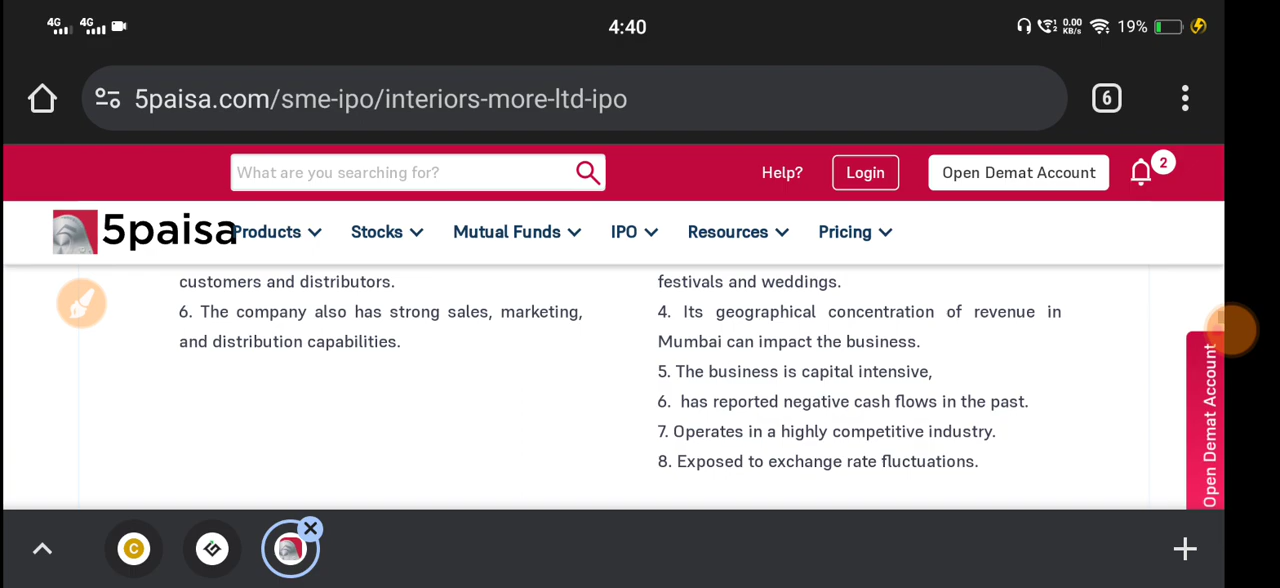 4G 4G 4:40 0.00 KB/s 19%
5paisa.com/sme-ipo/interiors-more-ltd-ipo 6
What are you searching for? Help? Login Open Demat Account 2
5paisa Products Stocks Mutual Funds IPO Resources Pricing
customers and distributors.
6. The company also has strong sales, marketing,
and distribution capabilities.
festivals and weddings.
4. Its geographical concentration of revenue in
Mumbai can impact the business.
5. The business is capital intensive,
6. has reported negative cash flows in the past.
7. Operates in a highly competitive industry.
8. Exposed to exchange rate fluctuations.
Open Demat Account
C